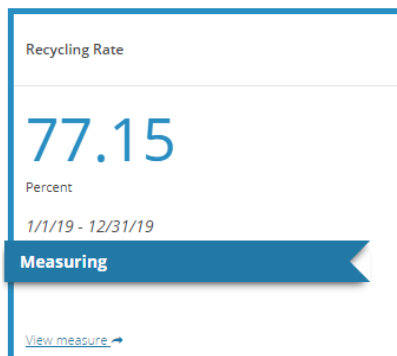 Recycling Rate
77.15
Percent
1/1/19 - 12/31/19
Measuring
View measure